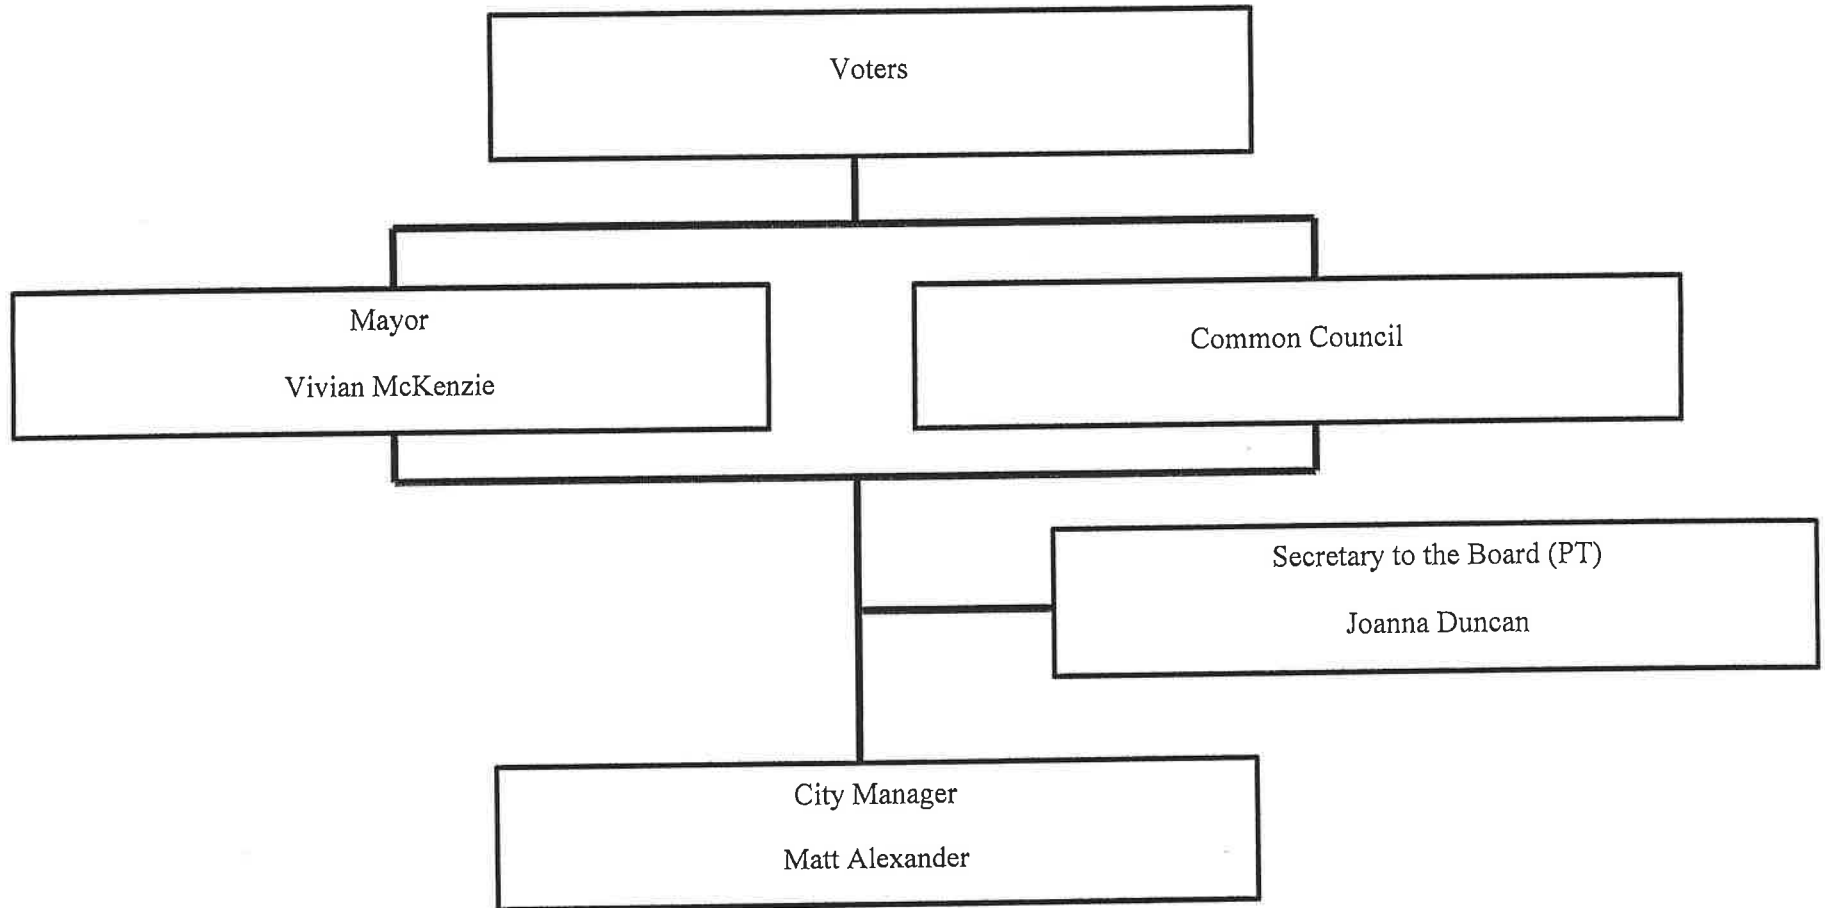 Voters
Mayor
Vivian McKenzie
Common Council
Secretary to the Board (PT)
Joanna Duncan
City Manager
Matt Alexander